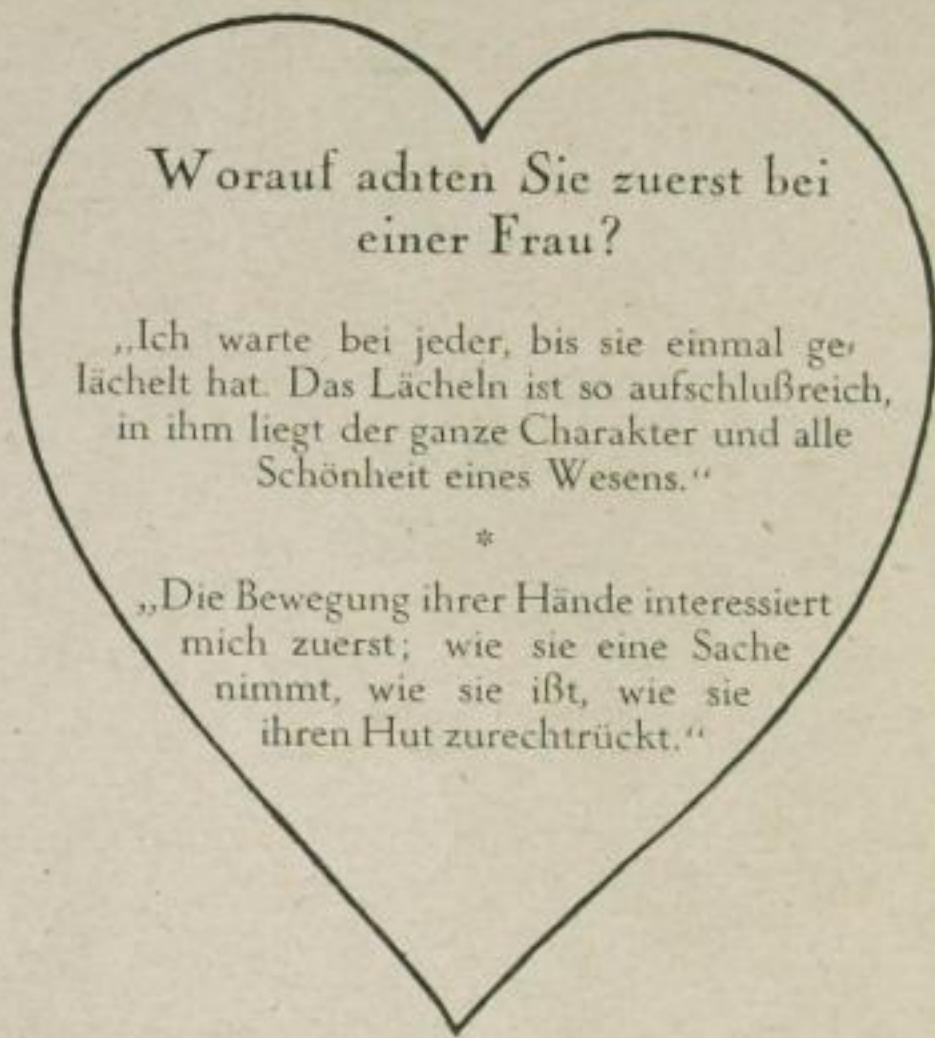 Worauf achten Sie zuerst bei
einer Frau?
„Ich warte bei jeder, bis sie einmal ge-
lächelt hat. Das Lächeln ist so aufschlußreich,
in ihm liegt der ganze Charakter und alle
Schönheit eines Wesens.“
*
„Die Bewegung ihrer Hände interessiert
mich zuerst; wie sie eine Sache
nimmt, wie sie ißt, wie sie
ihren Hut zurechtrückt.“